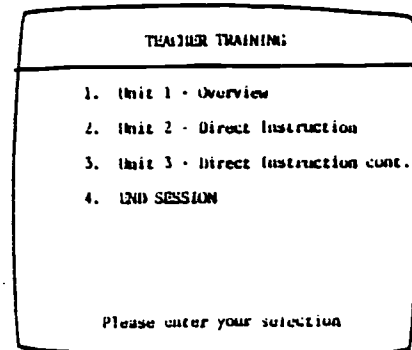 TEACHER TRAINING
1. Unit 1 - Overview
2. Unit 2 - Direct Instruction
3. Unit 3 - Direct Instruction cont.
4. END SESSION
Please enter your selection